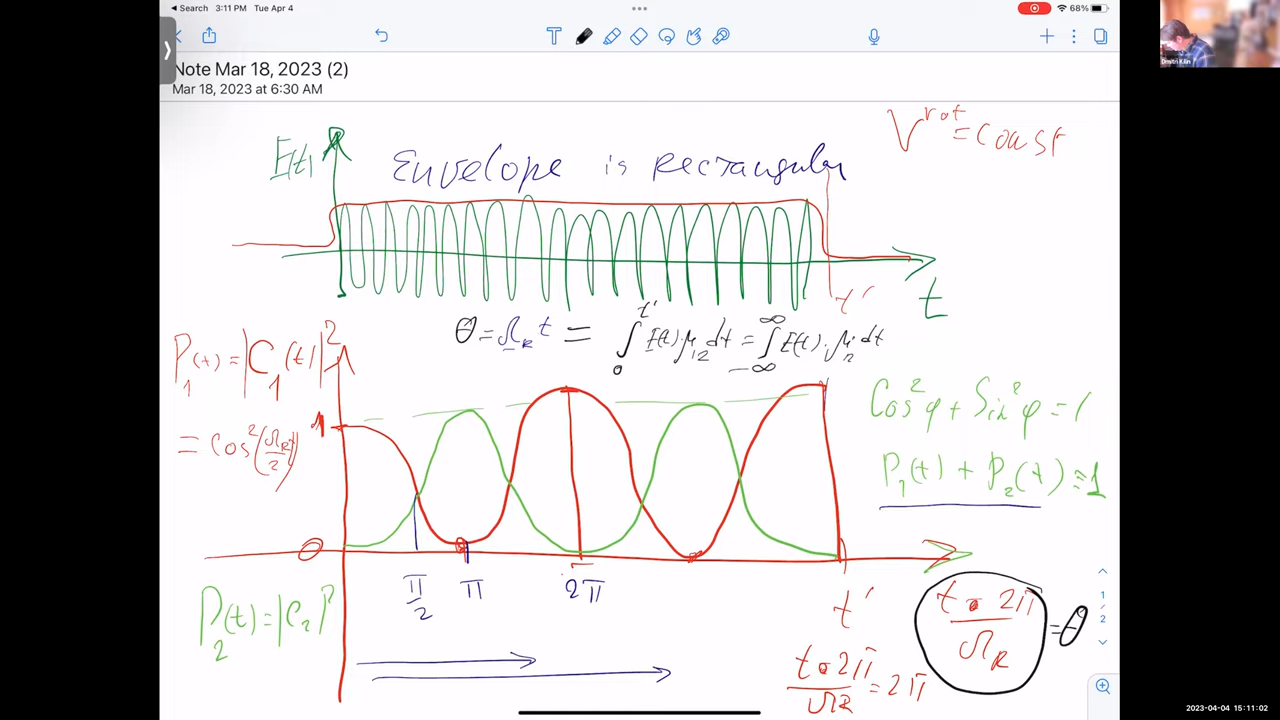 Search 3:11 PM Tue Apr 4
68%
Note Mar 18, 2023 (2)
Mar 18, 2023 at 6:30 AM
Dmitri Kilin
V^rot = const
E(t)
Envelope is rectangular
t'
t
θ = Ω_R t = ∫_0^t' E(t)·μ_12 dt = ∫_-∞^∞ E(t)·μ_12 dt
P_1(t) = |C_1(t)|^2
= cos^2(Ω_R t/2)
1
0
Cos^2 φ + Sin^2 φ = 1
P_1(t) + P_2(t) ≡ 1
π/2
π
2π
t'
P_2(t) = |C_2|^2
t·2π/Ω_R = θ
t·2π/Ω_R = 2π
1
2
2023-04-04 15:11:02